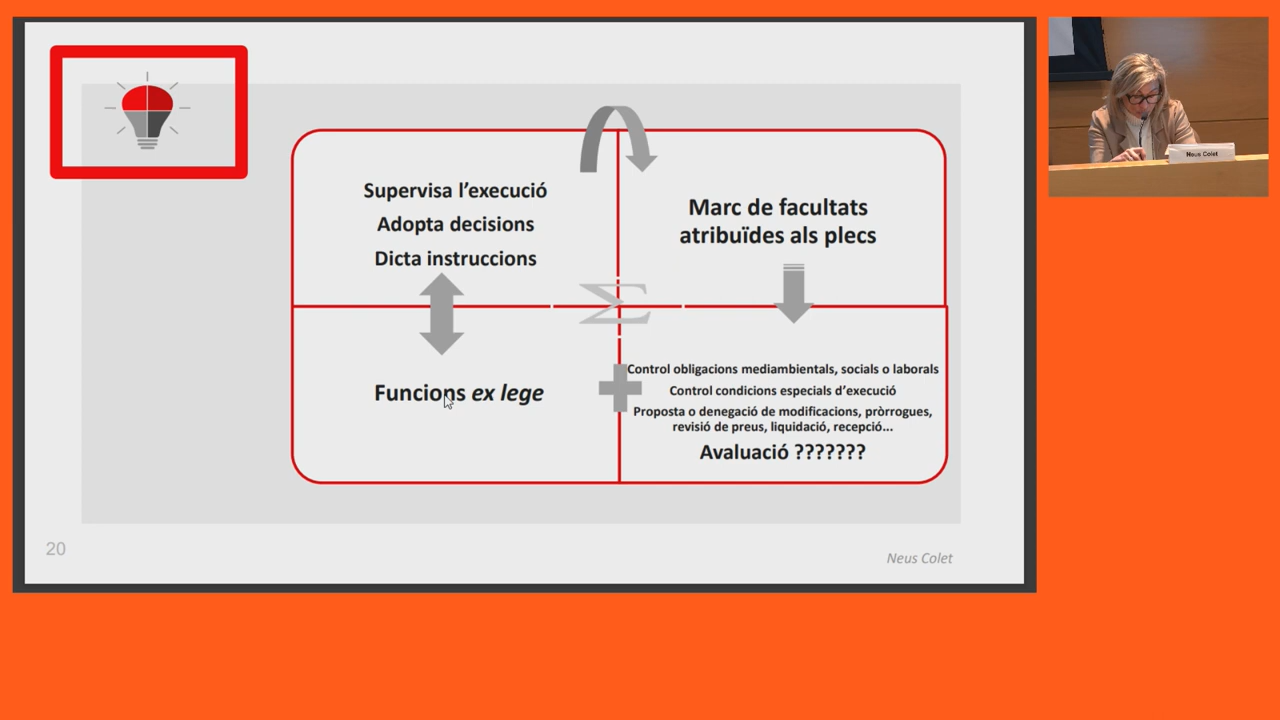 Supervisa l’execució
Adopta decisions
Dicta instruccions
Marc de facultats
atribuïdes als plecs
Σ
Funcions ex lege
Control obligacions mediambientals, socials o laborals
Control condicions especials d’execució
Proposta o denegació de modificacions, pròrrogues,
revisió de preus, liquidació, recepció...
Avaluació ???????
20
Neus Colet
Neus Colet